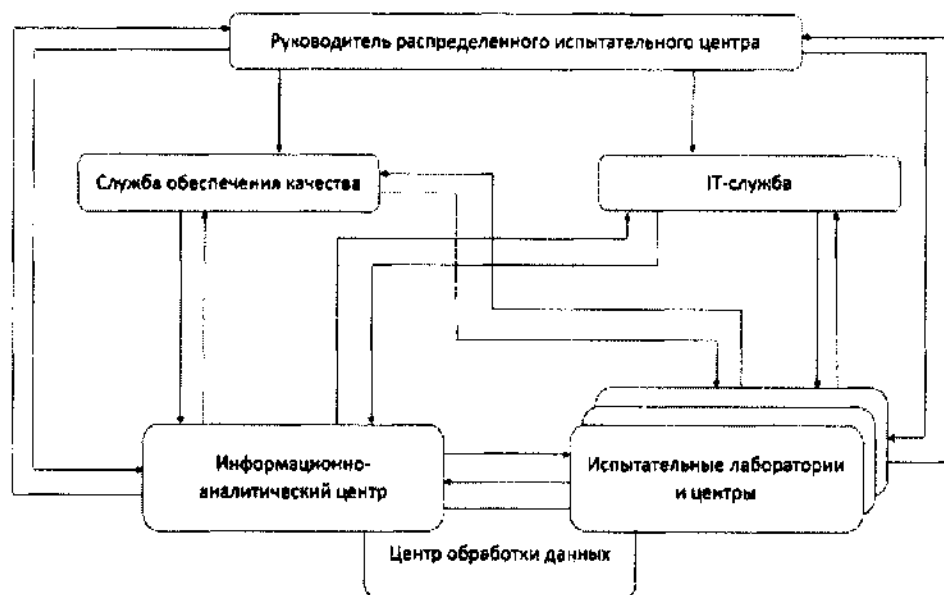 Руководитель распределенного испытательного центра
Служба обеспечения качества
IT-служба
Информационно-
аналитический центр
Испытательные лаборатории
и центры
Центр обработки данных